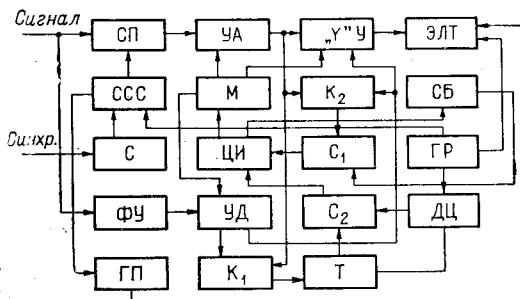 Сигнал
СП
УА
„Y"У
ЭЛТ
ССС
М
К₂
СБ
Синхр.
С
ЦИ
С₁
ГР
ФУ
УД
С₂
ДЦ
ГП
К₁
Т